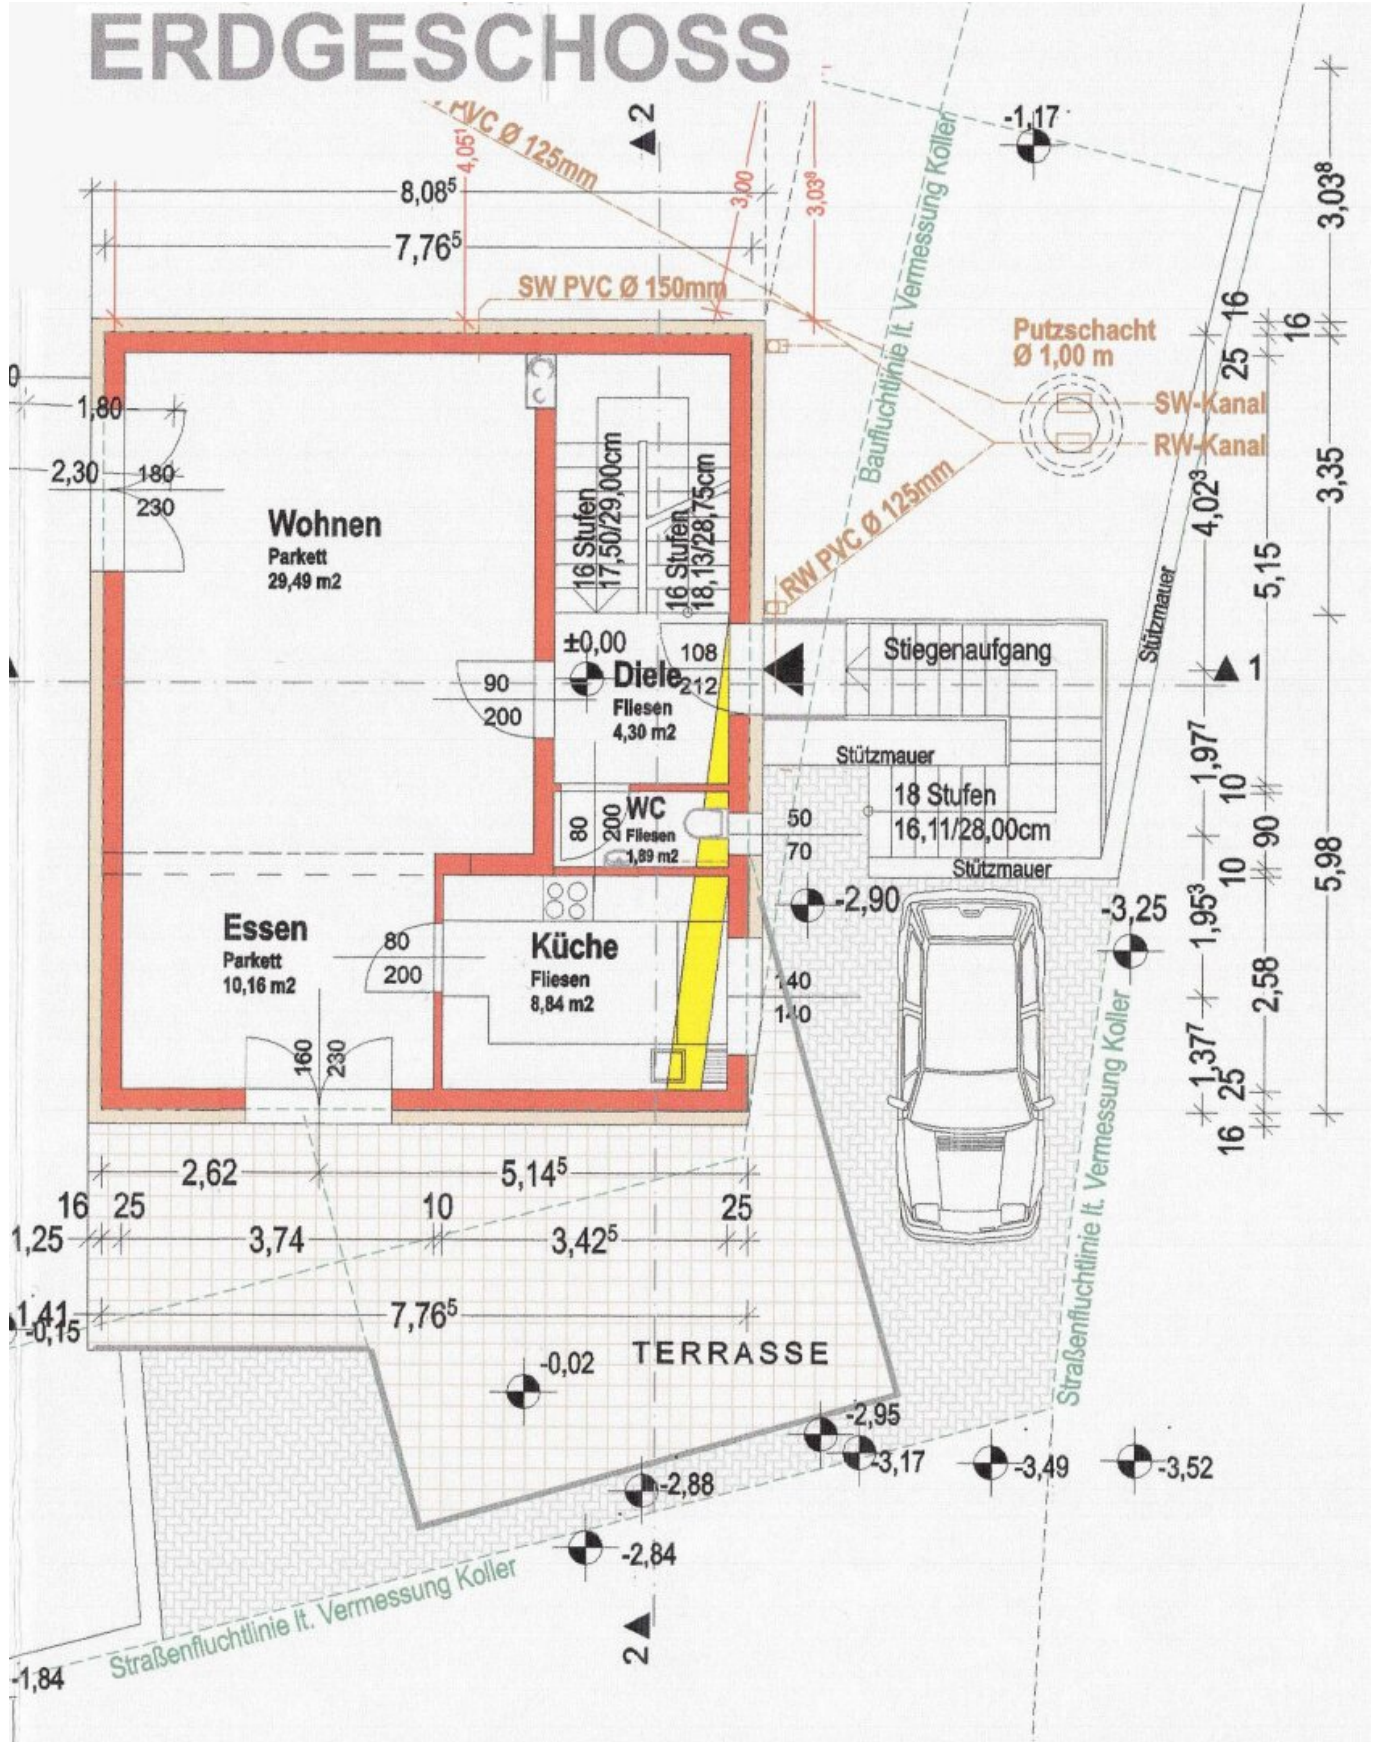 ERDGESCHOSS
PVC Ø 125mm
4,05¹
2
3,00
3,03⁸
-1,17
3,03⁸
8,08⁵
7,76⁵
SW PVC Ø 150mm
Baufluchtlinie lt. Vermessung Koller
Putzschacht
Ø 1,00 m
16
16
25
SW-Kanal
RW-Kanal
1,80
2,30
180
230
Wohnen
Parkett
29,49 m2
16 Stufen
17,50/29,00cm
16 Stufen
18,13/28,75cm
RW PVC Ø 125mm
4,02³
3,35
5,15
Stützmauer
±0,00
108
212
Diele
Fliesen
4,30 m2
90
200
Stiegenaufgang
1
Stützmauer
1,97⁷
10
WC
Fliesen
1,89 m2
80
200
50
70
18 Stufen
16,11/28,00cm
Stützmauer
90
10
5,98
-2,90
-3,25
1,95³
Essen
Parkett
10,16 m2
80
200
Küche
Fliesen
8,84 m2
140
140
2,58
160
230
1,37⁷
25
16
Straßenfluchtlinie lt. Vermessung Koller
2,62
5,14⁵
16
25
10
25
1,25
3,74
3,42⁵
1,41
-0,15
7,76⁵
TERRASSE
-0,02
-2,95
-3,17
-3,49
-3,52
-2,88
-2,84
Straßenfluchtlinie lt. Vermessung Koller
2
-1,84